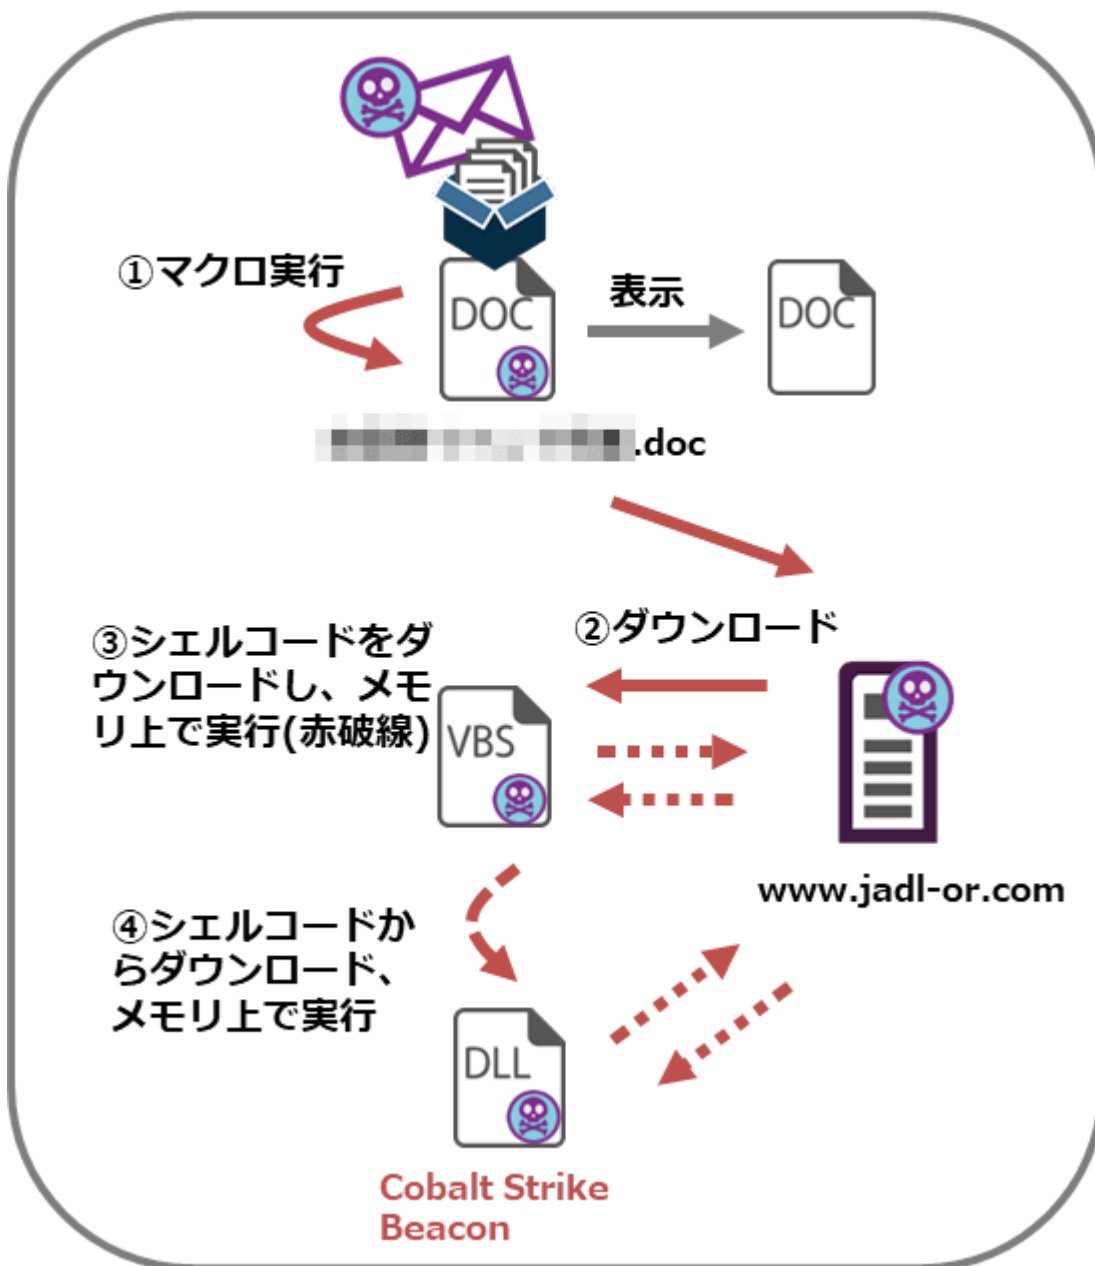 ①マクロ実行
DOC
表示
DOC
.doc
②ダウンロード
③シェルコードをダ
ウンロードし、メモ
リ上で実行(赤破線)
VBS
www.jadl-or.com
④シェルコードか
らダウンロード、
メモリ上で実行
DLL
Cobalt Strike
Beacon